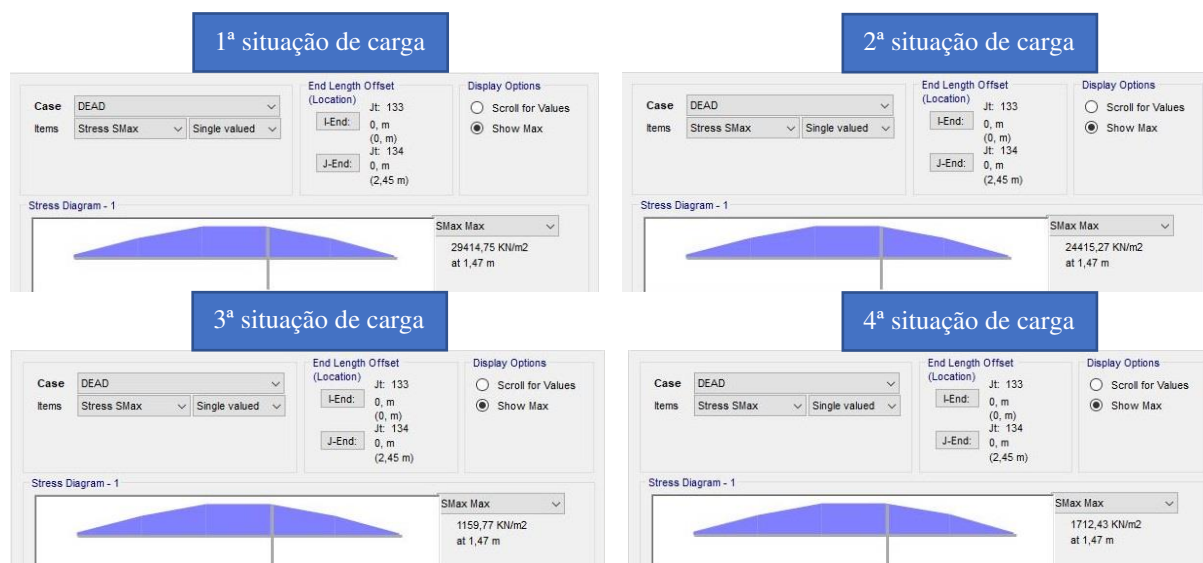 1ª situação de carga
Case DEAD
Items Stress SMax Single valued
End Length Offset
(Location)
Jt: 133
I-End: 0, m
(0, m)
Jt: 134
J-End: 0, m
(2,45 m)
Display Options
Scroll for Values
Show Max
Stress Diagram - 1
SMax Max
29414,75 KN/m2
at 1,47 m
2ª situação de carga
Case DEAD
Items Stress SMax Single valued
End Length Offset
(Location)
Jt: 133
I-End: 0, m
(0, m)
Jt: 134
J-End: 0, m
(2,45 m)
Display Options
Scroll for Values
Show Max
Stress Diagram - 1
SMax Max
24415,27 KN/m2
at 1,47 m
3ª situação de carga
Case DEAD
Items Stress SMax Single valued
End Length Offset
(Location)
Jt: 133
I-End: 0, m
(0, m)
Jt: 134
J-End: 0, m
(2,45 m)
Display Options
Scroll for Values
Show Max
Stress Diagram - 1
SMax Max
1159,77 KN/m2
at 1,47 m
4ª situação de carga
Case DEAD
Items Stress SMax Single valued
End Length Offset
(Location)
Jt: 133
I-End: 0, m
(0, m)
Jt: 134
J-End: 0, m
(2,45 m)
Display Options
Scroll for Values
Show Max
Stress Diagram - 1
SMax Max
1712,43 KN/m2
at 1,47 m